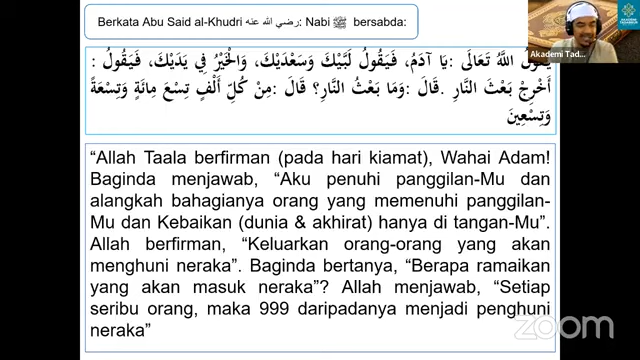 Berkata Abu Said al-Khudri رضي الله عنه: Nabi ﷺ bersabda:
يَقُولُ اللَّهُ تَعَالَى :يَا آدَمُ، فَيَقُولُ لَبَّيْكَ وَسَعْدَيْكَ، وَالْخَيْرُ فِي يَدَيْكَ، فَيَقُولُ :
أَخْرِجْ بَعْثَ النَّارِ .قَالَ :وَمَا بَعْثُ النَّارِ؟ قَالَ :مِنْ كُلِّ أَلْفٍ تِسْعَ مِائَةٍ وَتِسْعَةً
وَتِسْعِينَ
“Allah Taala berfirman (pada hari kiamat), Wahai Adam!
Baginda menjawab, “Aku penuhi panggilan-Mu dan
alangkah bahagianya orang yang memenuhi panggilan-
Mu dan Kebaikan (dunia & akhirat) hanya di tangan-Mu”.
Allah berfirman, “Keluarkan orang-orang yang akan
menghuni neraka”. Baginda bertanya, “Berapa ramaikan
yang akan masuk neraka”? Allah menjawab, “Setiap
seribu orang, maka 999 daripadanya menjadi penghuni
neraka”
Akademi Tad...
zoom